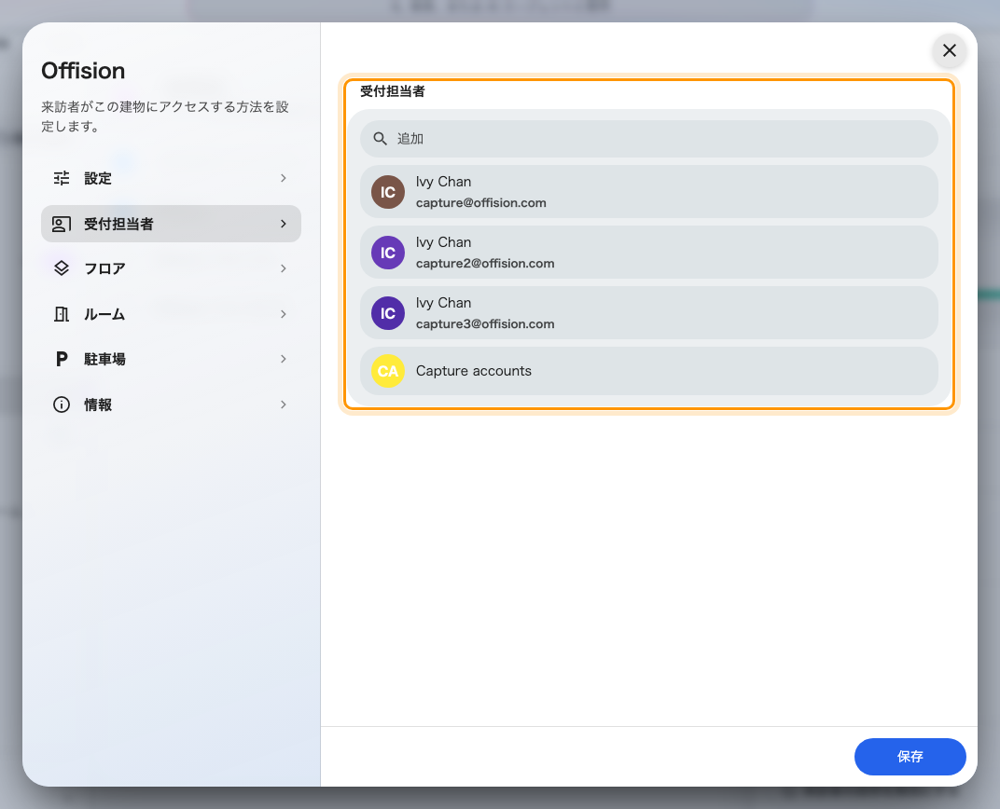 Offision
来訪者がこの建物にアクセスする方法を設
定します。
設定
受付担当者
フロア
ルーム
駐車場
情報
受付担当者
追加
IC
Ivy Chan
capture@offision.com
IC
Ivy Chan
capture2@offision.com
IC
Ivy Chan
capture3@offision.com
CA
Capture accounts
保存